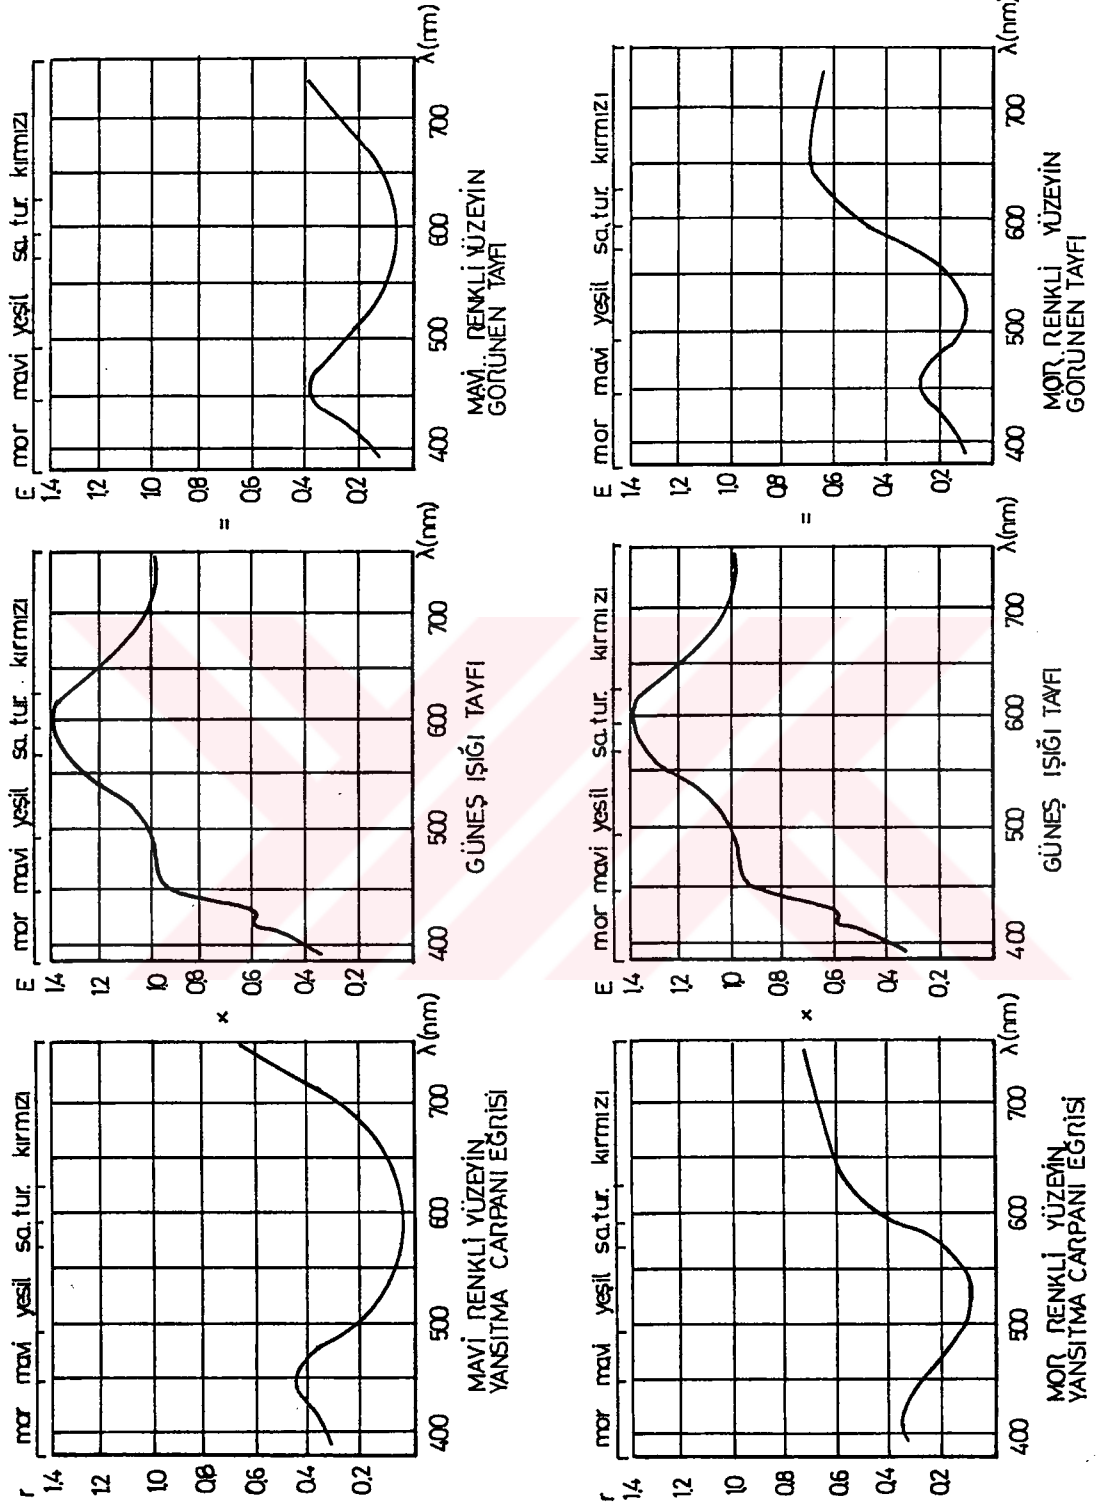 r mor mavi yesil sa.tur. kırmızı
1.4
1.2
1.0
0.8
0.6
0.4
0.2
400 500 600 700 λ(nm)
MAVİ RENKLİ YÜZEYİN
YANSITMA CARPANI EĞRİSİ
x
E mor mavi yeşil sa. tur. kırmızı
1.4
1.2
1.0
0.8
0.6
0.4
0.2
400 500 600 700 λ(nm)
GÜNEŞ IŞIĞI TAYFI
=
E mor mavi yeşil sa. tur. kırmızı
1.4
1.2
1.0
0.8
0.6
0.4
0.2
400 500 600 700 λ(nm)
MAVİ RENKLİ YÜZEYİN
GÖRÜNEN TAYFI
r mor mavi yeşil sa.tur. kırmızı
1.4
1.2
1.0
0.8
0.6
0.4
0.2
400 500 600 700 λ(nm)
MOR RENKLİ YÜZEYİN
YANSITMA CARPANI EĞRİSİ
x
E mor mavi yeşil sa.tur. kırmızı
1.4
1.2
1.0
0.8
0.6
0.4
0.2
400 500 600 700 λ(nm)
GÜNEŞ IŞIĞI TAYFI
=
E mor mavi yeşil sa. tur. kırmızı
1.4
1.2
1.0
0.8
0.6
0.4
0.2
400 500 600 700 λ(nm)
MOR RENKLİ YÜZEYİN
GÖRÜNEN TAYFI